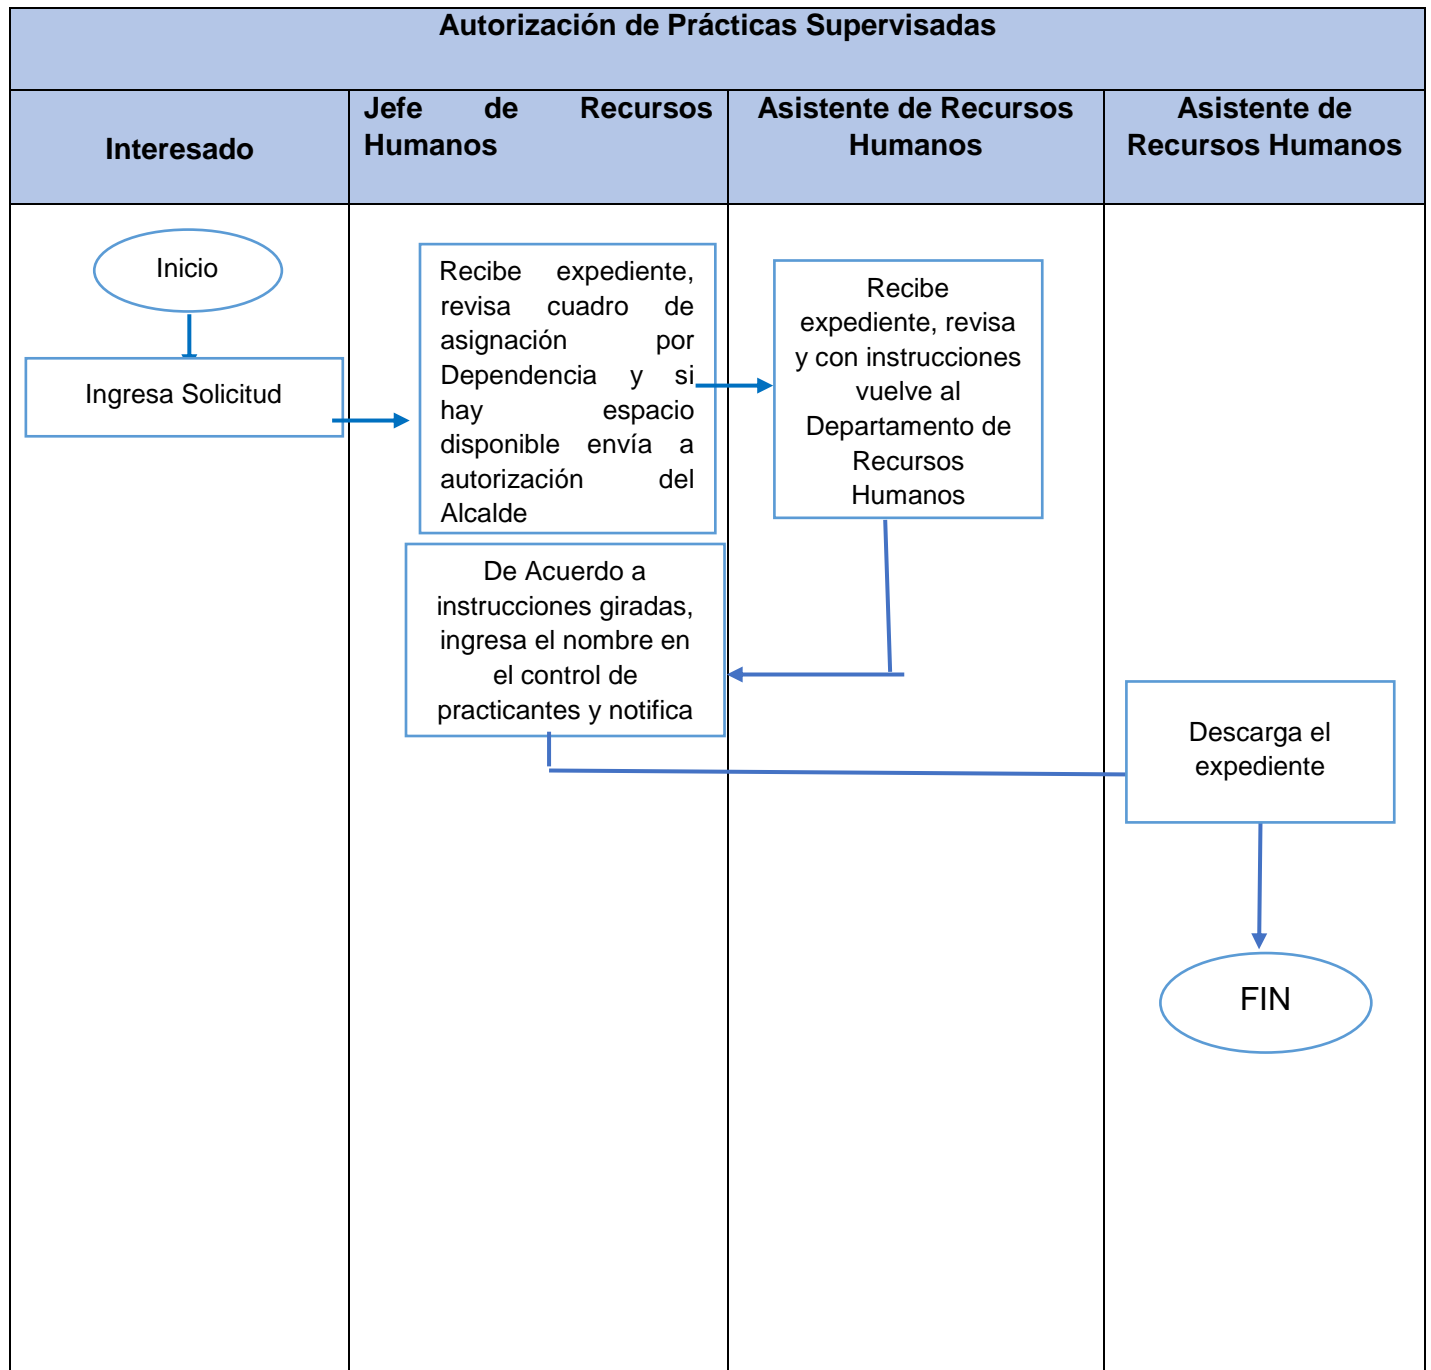 Autorización de Prácticas Supervisadas
Interesado
Jefe de Recursos
Humanos
Asistente de Recursos
Humanos
Asistente de
Recursos Humanos
Inicio
Ingresa Solicitud
Recibe expediente,
revisa cuadro de
asignación por
Dependencia y si
hay espacio
disponible envía a
autorización del
Alcalde
Recibe
expediente, revisa
y con instrucciones
vuelve al
Departamento de
Recursos
Humanos
De Acuerdo a
instrucciones giradas,
ingresa el nombre en
el control de
practicantes y notifica
Descarga el
expediente
FIN